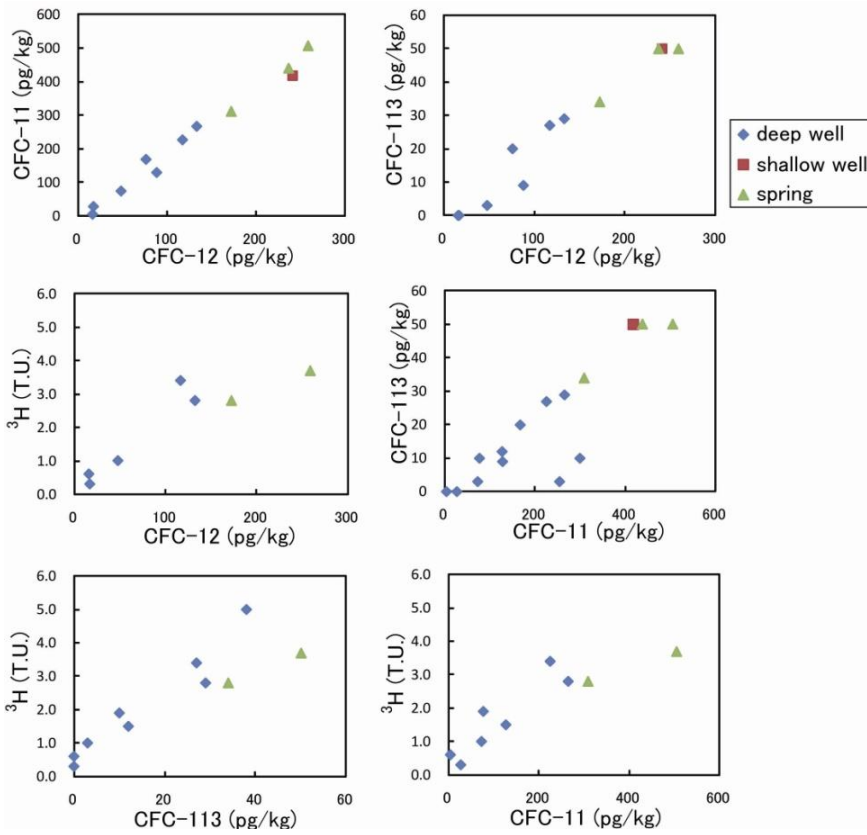 600
500
400
300
200
100
0
CFC-11 (pg/kg)
0 100 200 300
CFC-12 (pg/kg)
50
40
30
20
10
0
60
CFC-113 (pg/kg)
0 100 200 300
CFC-12 (pg/kg)
deep well
shallow well
spring
6.0
5.0
4.0
3.0
2.0
1.0
0.0
³H (T.U.)
0 100 200 300
CFC-12 (pg/kg)
60
50
40
30
20
10
0
CFC-113 (pg/kg)
0 200 400 600
CFC-11 (pg/kg)
6.0
5.0
4.0
3.0
2.0
1.0
0.0
³H (T.U.)
0 20 40 60
CFC-113 (pg/kg)
6.0
5.0
4.0
3.0
2.0
1.0
0.0
³H (T.U.)
0 200 400 600
CFC-11 (pg/kg)